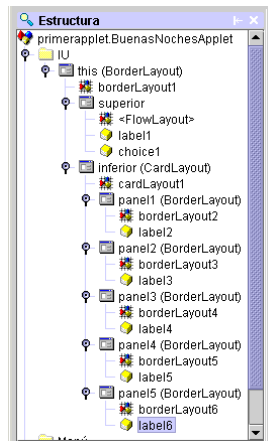 Estructura
primerapplet.BuenasNochesApplet
IU
this (BorderLayout)
borderLayout1
superior
<FlowLayout>
label1
choice1
inferior (CardLayout)
cardLayout1
panel1 (BorderLayout)
borderLayout2
label2
panel2 (BorderLayout)
borderLayout3
label3
panel3 (BorderLayout)
borderLayout4
label4
panel4 (BorderLayout)
borderLayout5
label5
panel5 (BorderLayout)
borderLayout6
label6